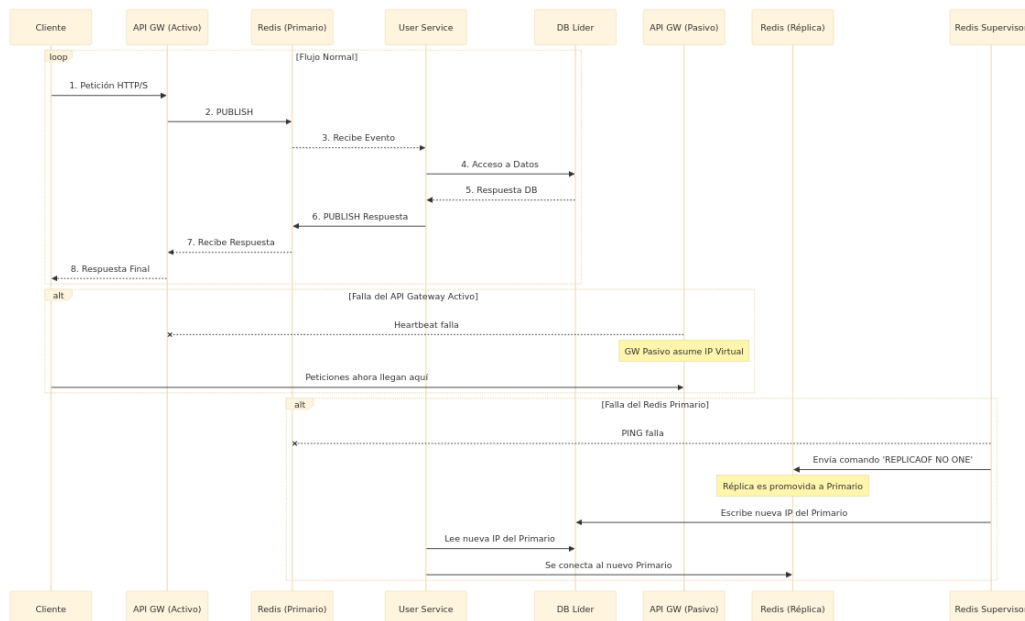 Cliente
API GW (Activo)
Redis (Primario)
User Service
DB Líder
API GW (Pasivo)
Redis (Réplica)
Redis Supervisor
loop
[Flujo Normal]
1. Petición HTTP/S
2. PUBLISH
3. Recibe Evento
4. Acceso a Datos
5. Respuesta DB
6. PUBLISH Respuesta
7. Recibe Respuesta
8. Respuesta Final
alt
[Falla del API Gateway Activo]
Heartbeat falla
GW Pasivo asume IP Virtual
Peticiones ahora llegan aquí
alt
[Falla del Redis Primario]
PING falla
Envía comando 'REPLICAOF NO ONE'
Réplica es promovida a Primario
Escribe nueva IP del Primario
Lee nueva IP del Primario
Se conecta al nuevo Primario
Cliente
API GW (Activo)
Redis (Primario)
User Service
DB Líder
API GW (Pasivo)
Redis (Réplica)
Redis Supervisor